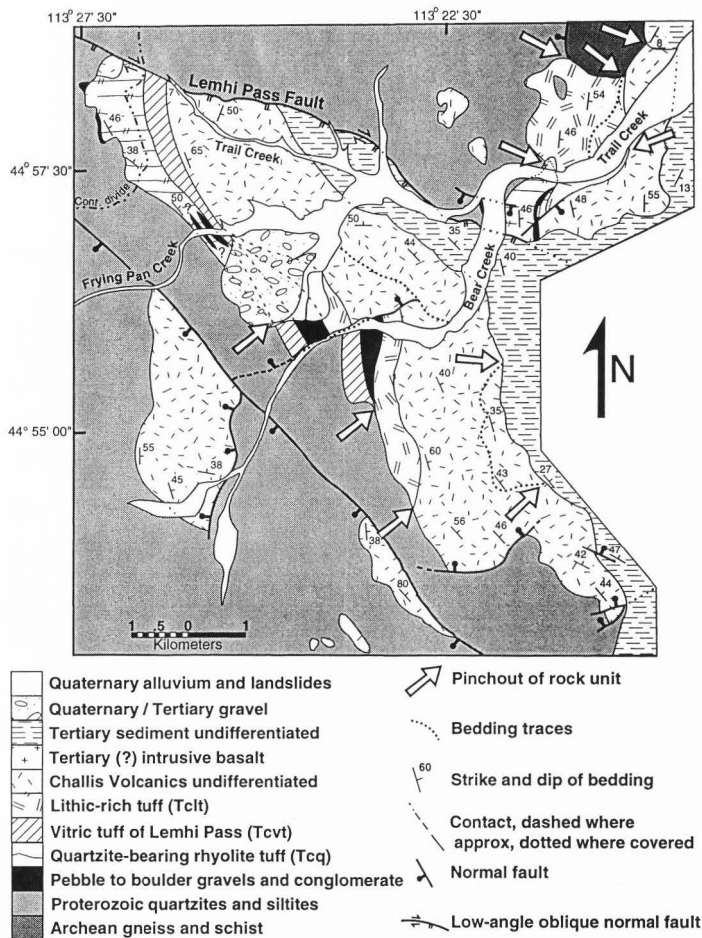 113° 27' 30"
113° 22' 30"
8
Lemhi Pass Fault
50
54
46
46
Trail Creek
38
65
Trail Creek
44° 57' 30"
Cont. divide
50
?
55
13
46
48
50
35
44
40
?
Frying Pan Creek
Bear Creek
N
40
35
44° 55' 00"
55
60
43
27
45
38
56
46
38
42
47
80
44
1 .5 0 1
Kilometers
Quaternary alluvium and landslides
Quaternary / Tertiary gravel
Tertiary sediment undifferentiated
Tertiary (?) intrusive basalt
Challis Volcanics undifferentiated
Lithic-rich tuff (Tclt)
Vitric tuff of Lemhi Pass (Tcvt)
Quartzite-bearing rhyolite tuff (Tcq)
Pebble to boulder gravels and conglomerate
Proterozoic quartzites and siltites
Archean gneiss and schist
Pinchout of rock unit
Bedding traces
60
Strike and dip of bedding
Contact, dashed where
approx, dotted where covered
Normal fault
Low-angle oblique normal fault